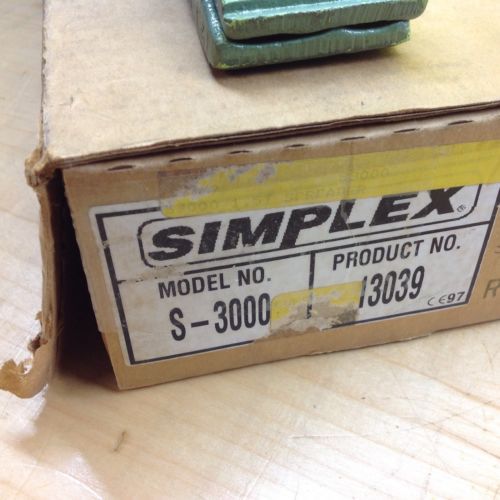 SIMPLEX®
MODEL NO.
PRODUCT NO.
S-3000
13039
CE97
R